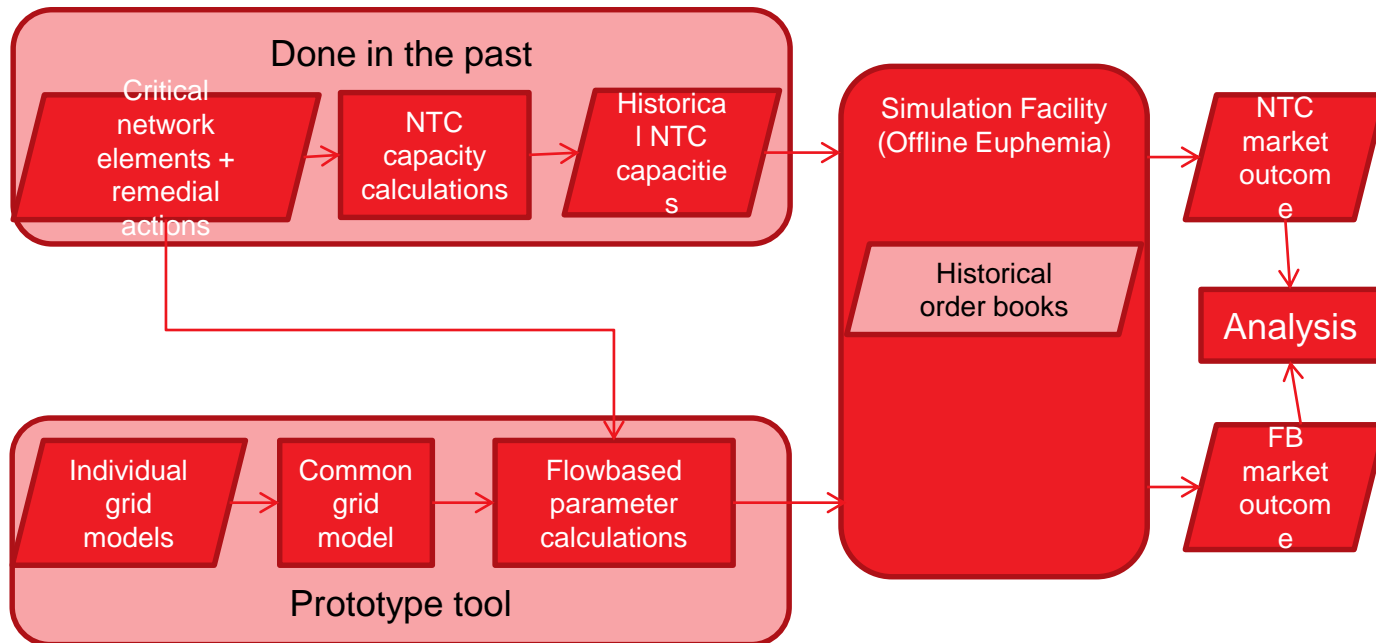 Done in the past
Critical
network
elements +
remedial
actions
NTC
capacity
calculations
Historica
l NTC
capacitie
s
Simulation Facility
(Offline Euphemia)
Historical
order books
NTC
market
outcom
e
Analysis
FB
market
outcom
e
Individual
grid
models
Common
grid
model
Flowbased
parameter
calculations
Prototype tool